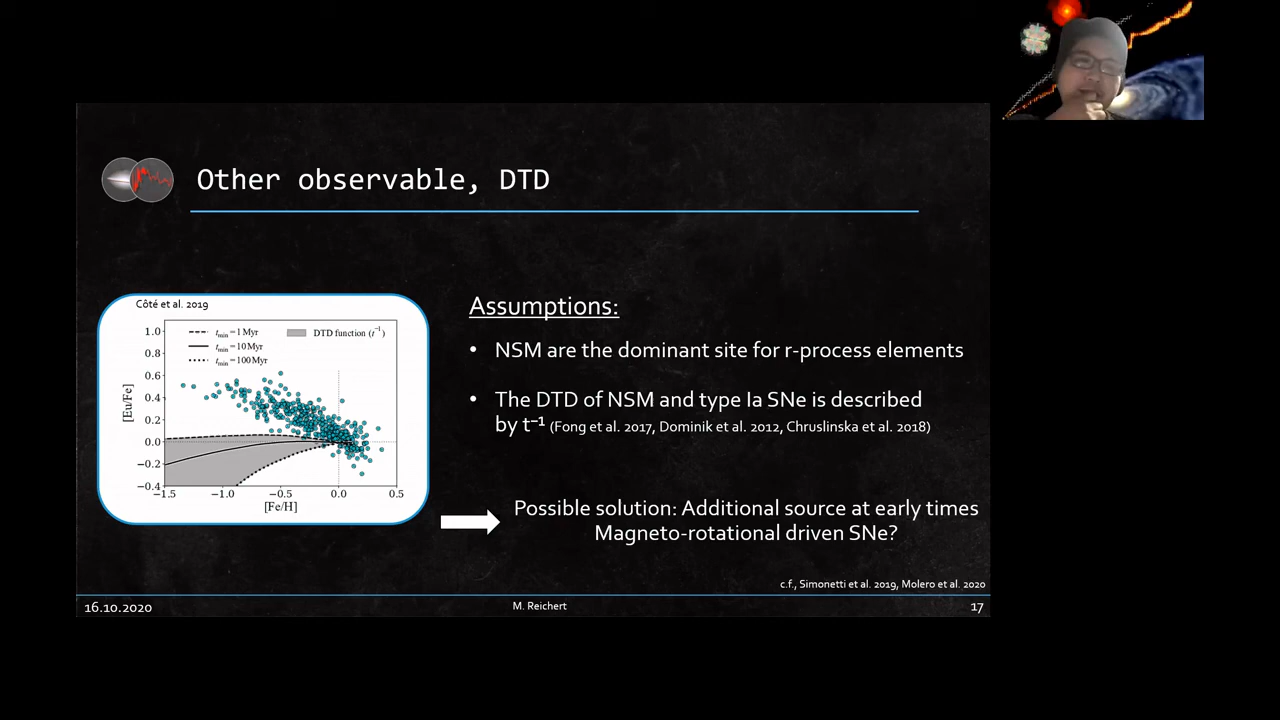 Other observable, DTD
Côté et al. 2019
t_min = 1 Myr
t_min = 10 Myr
t_min = 100 Myr
DTD function (t⁻¹)
1.0
0.8
0.6
0.4
0.2
0.0
−0.2
−0.4
[Eu/Fe]
−1.5 −1.0 −0.5 0.0 0.5
[Fe/H]
Assumptions:
• NSM are the dominant site for r-process elements
• The DTD of NSM and type Ia SNe is described
by t⁻¹ (Fong et al. 2017, Dominik et al. 2012, Chruslinska et al. 2018)
Possible solution: Additional source at early times
Magneto-rotational driven SNe?
c.f., Simonetti et al. 2019, Molero et al. 2020
16.10.2020 M. Reichert 17